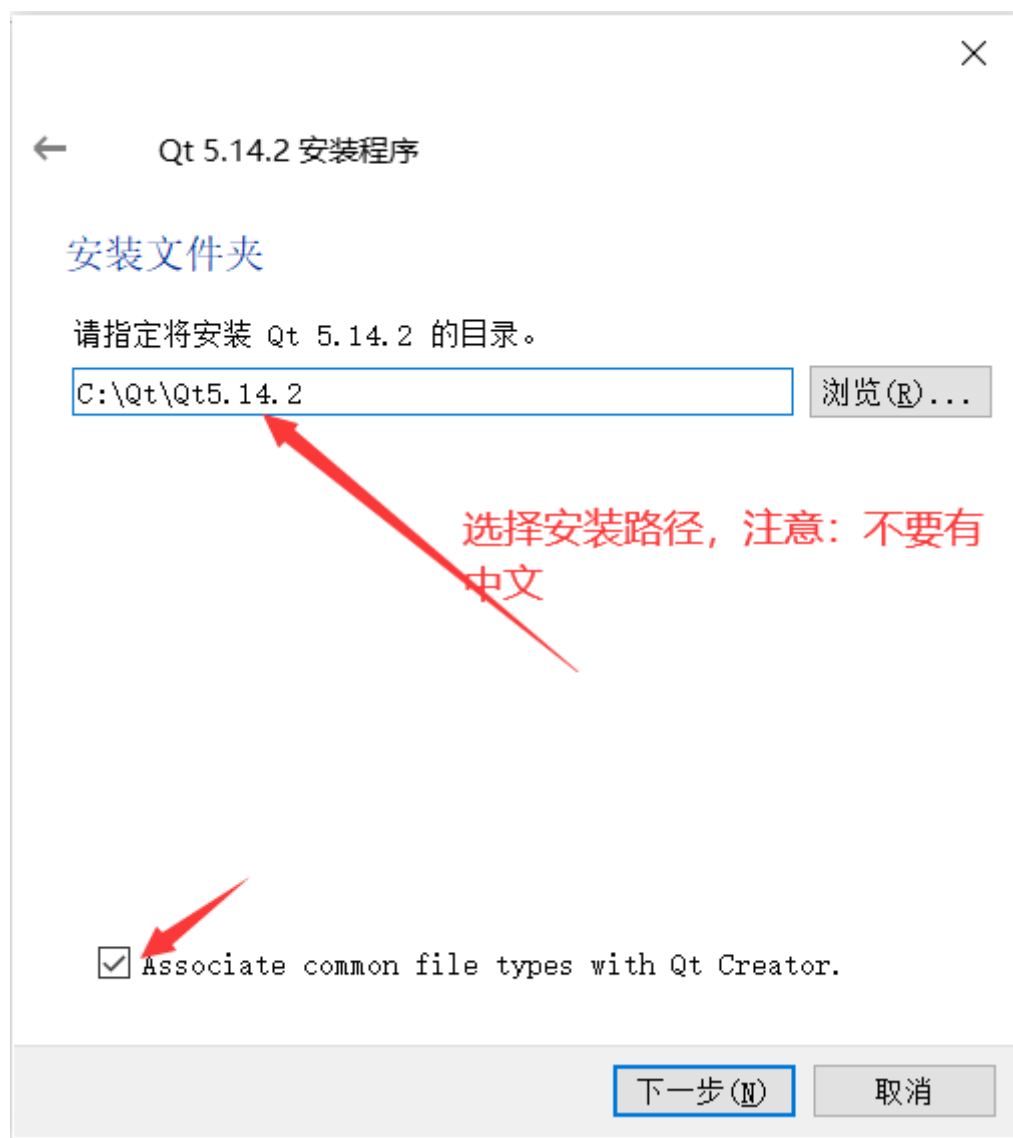 Qt 5.14.2 安装程序
安装文件夹
请指定将安装 Qt 5.14.2 的目录。
C:\Qt\Qt5.14.2
浏览(R)...
选择安装路径，注意：不要有
中文
Associate common file types with Qt Creator.
下一步(N)
取消